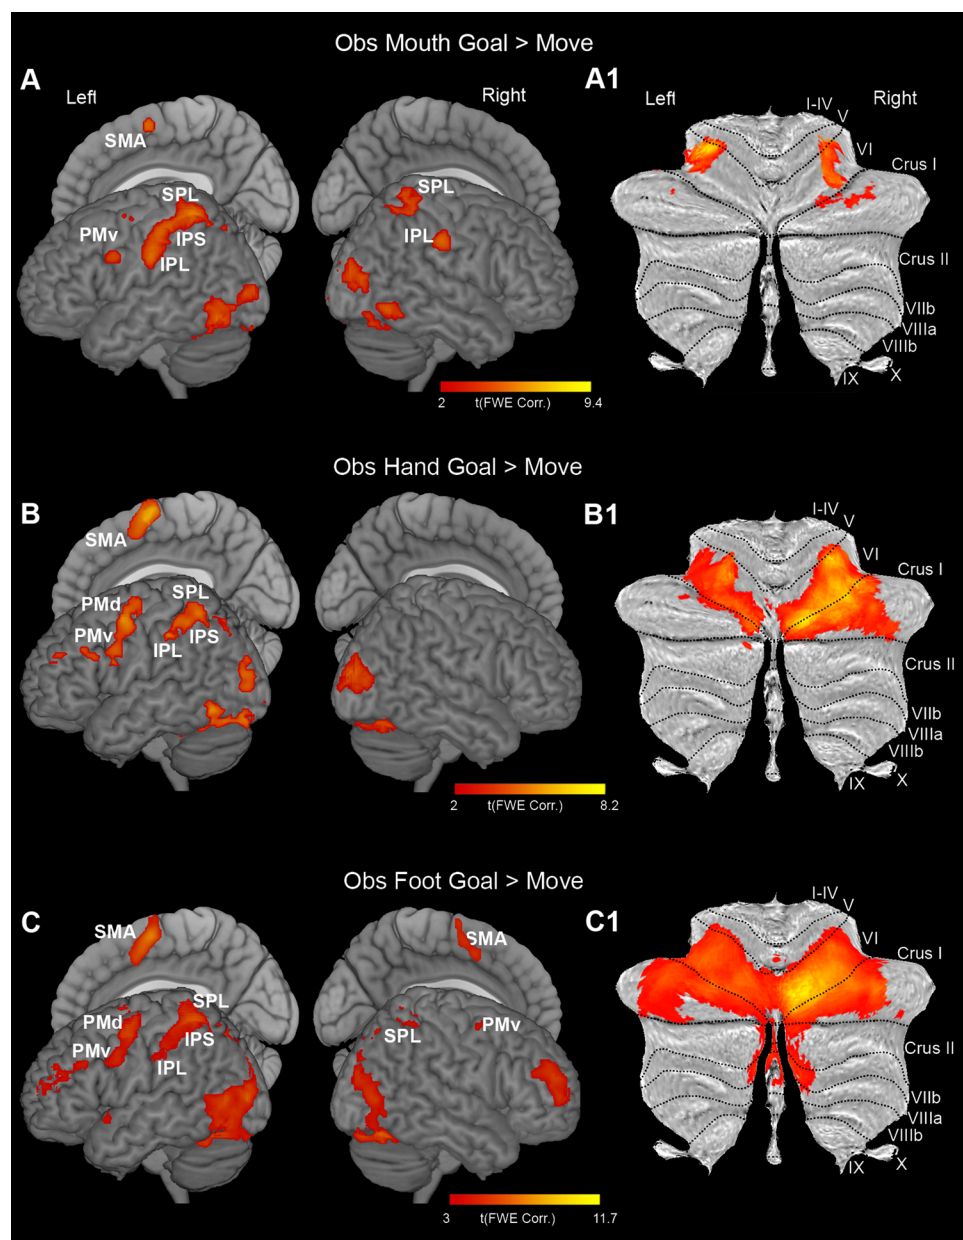 Obs Mouth Goal > Move
A
Left
Right
SMA
SPL
PMv
IPS
IPL
SPL
IPL
A1
Left
I-IV
V
Right
VI
Crus I
Crus II
VIIb
VIIIa
VIIIb
IX
X
2 t(FWE Corr.) 9.4
Obs Hand Goal > Move
B
SMA
PMd
SPL
PMv
IPS
IPL
B1
I-IV
V
VI
Crus I
Crus II
VIIb
VIIIa
VIIIb
IX
X
2 t(FWE Corr.) 8.2
Obs Foot Goal > Move
C
SMA
SPL
PMd
IPS
PMv
IPL
SMA
SPL
PMv
C1
I-IV
V
VI
Crus I
Crus II
VIIb
VIIIa
VIIIb
IX
X
3 t(FWE Corr.) 11.7